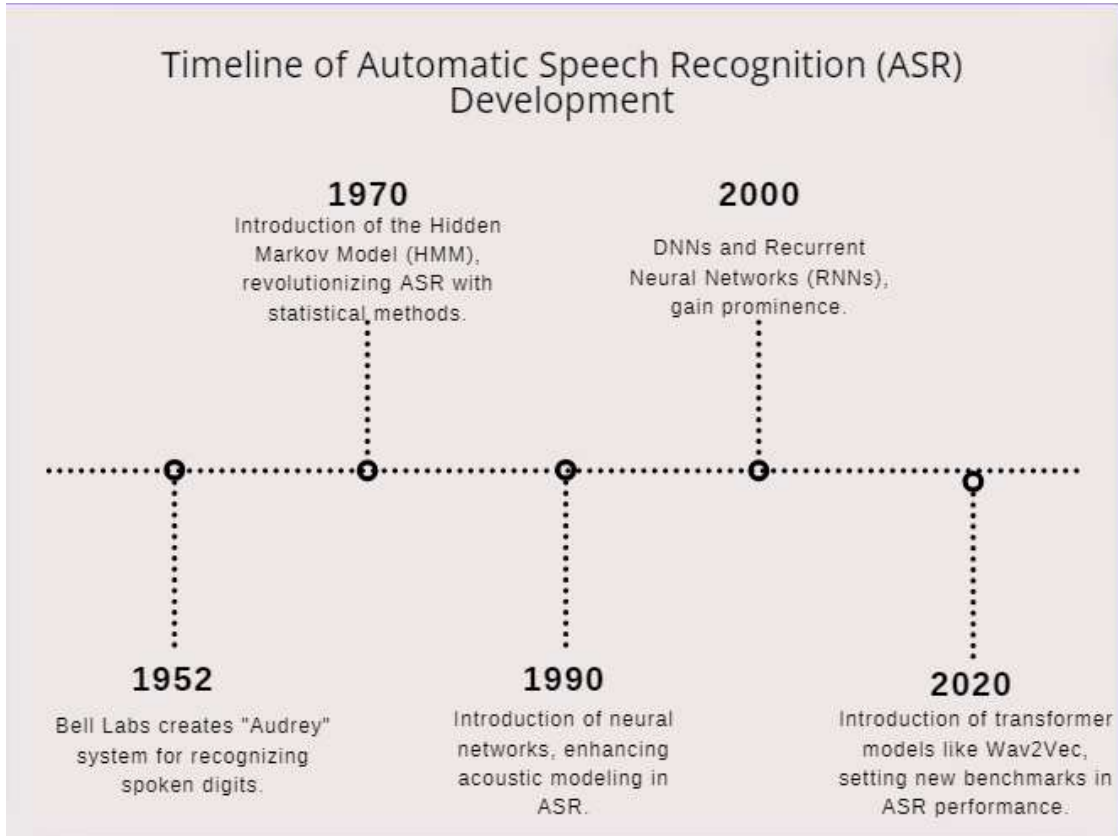 Timeline of Automatic Speech Recognition (ASR)
Development
1970
Introduction of the Hidden
Markov Model (HMM),
revolutionizing ASR with
statistical methods.
2000
DNNs and Recurrent
Neural Networks (RNNs),
gain prominence.
1952
Bell Labs creates "Audrey"
system for recognizing
spoken digits.
1990
Introduction of neural
networks, enhancing
acoustic modeling in
ASR.
2020
Introduction of transformer
models like Wav2Vec,
setting new benchmarks in
ASR performance.